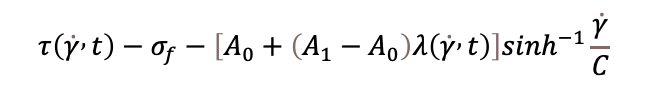 τ(γ̇, t) − σ_f − [A₀ + (A₁ − A₀)λ(γ̇, t)]sinh⁻¹ γ̇/C